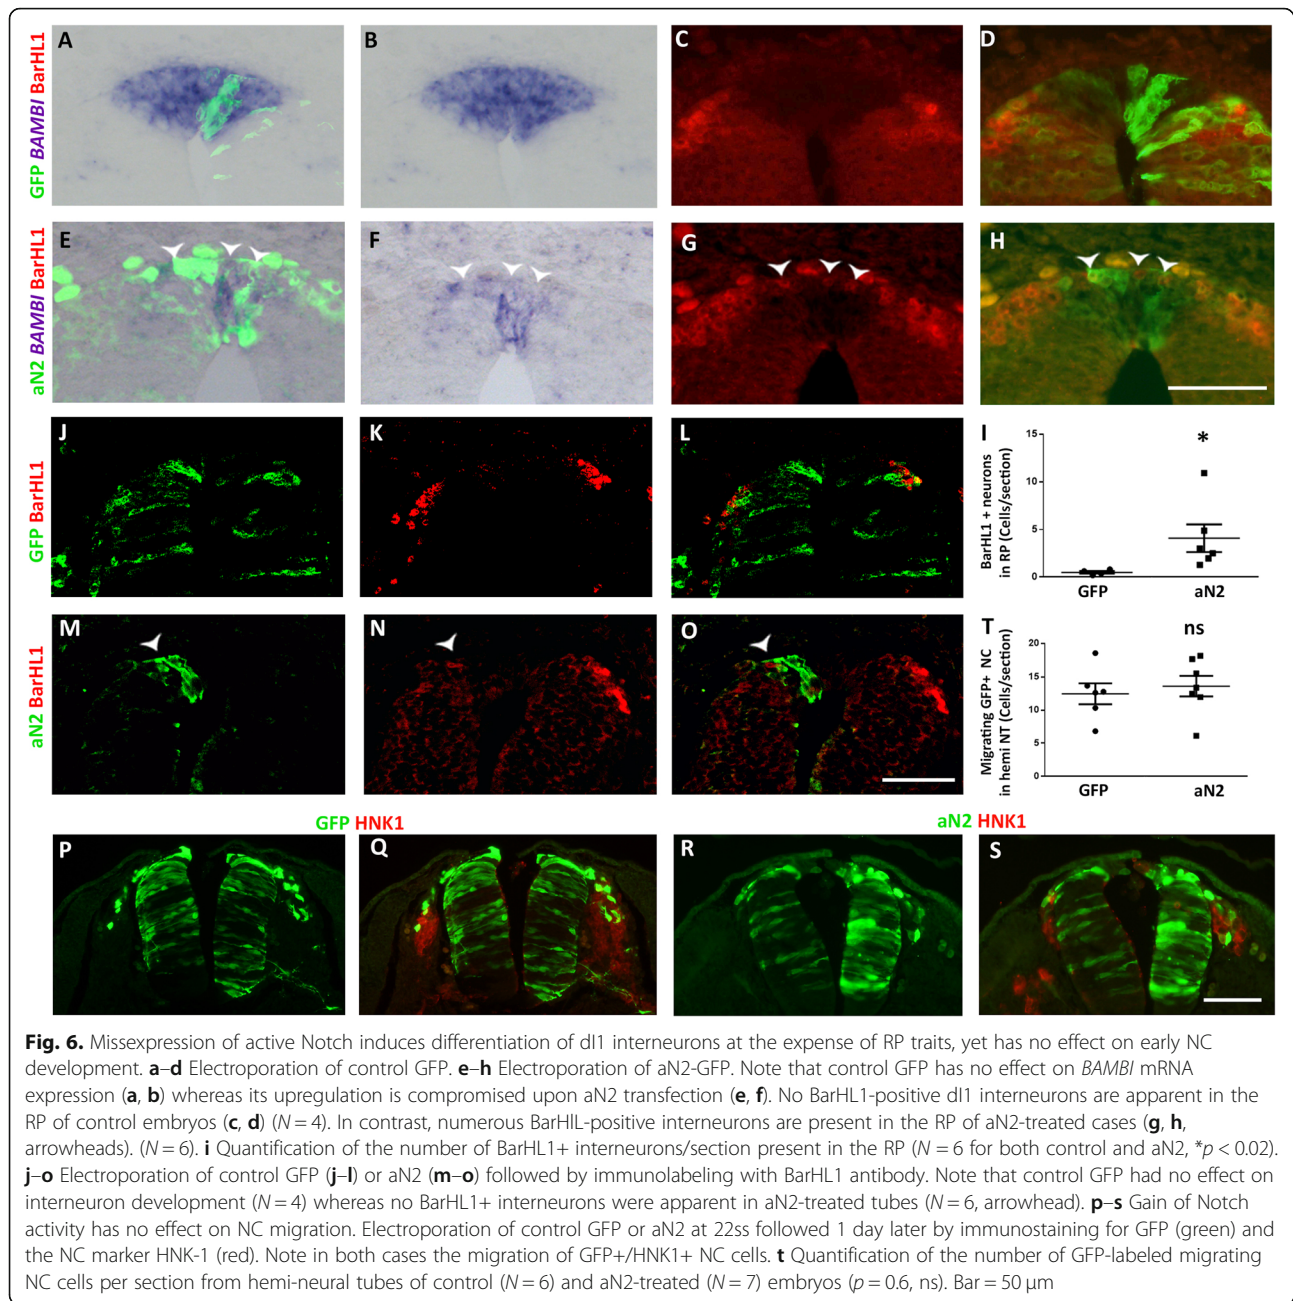 GFP BAMBI BarHL1
A
B
C
D
aN2 BAMBI BarHL1
E
F
G
H
GFP BarHL1
J
K
L
I
BarHL1 + neurons
in RP (Cells/section)
15
10
5
0
*
GFP
aN2
aN2 BarHL1
M
N
O
T
Migrating GFP+ NC
in hemi NT (Cells/section)
20
15
10
5
0
ns
GFP
aN2
GFP HNK1
aN2 HNK1
P
Q
R
S
Fig. 6. Missexpression of active Notch induces differentiation of dI1 interneurons at the expense of RP traits, yet has no effect on early NC
development. a–d Electroporation of control GFP. e–h Electroporation of aN2-GFP. Note that control GFP has no effect on BAMBI mRNA
expression (a, b) whereas its upregulation is compromised upon aN2 transfection (e, f). No BarHL1-positive dI1 interneurons are apparent in the
RP of control embryos (c, d) (N = 4). In contrast, numerous BarHIL-positive interneurons are present in the RP of aN2-treated cases (g, h,
arrowheads). (N = 6). i Quantification of the number of BarHL1+ interneurons/section present in the RP (N = 6 for both control and aN2, *p < 0.02).
j–o Electroporation of control GFP (j–l) or aN2 (m–o) followed by immunolabeling with BarHL1 antibody. Note that control GFP had no effect on
interneuron development (N = 4) whereas no BarHL1+ interneurons were apparent in aN2-treated tubes (N = 6, arrowhead). p–s Gain of Notch
activity has no effect on NC migration. Electroporation of control GFP or aN2 at 22ss followed 1 day later by immunostaining for GFP (green) and
the NC marker HNK-1 (red). Note in both cases the migration of GFP+/HNK1+ NC cells. t Quantification of the number of GFP-labeled migrating
NC cells per section from hemi-neural tubes of control (N = 6) and aN2-treated (N = 7) embryos (p = 0.6, ns). Bar = 50 μm